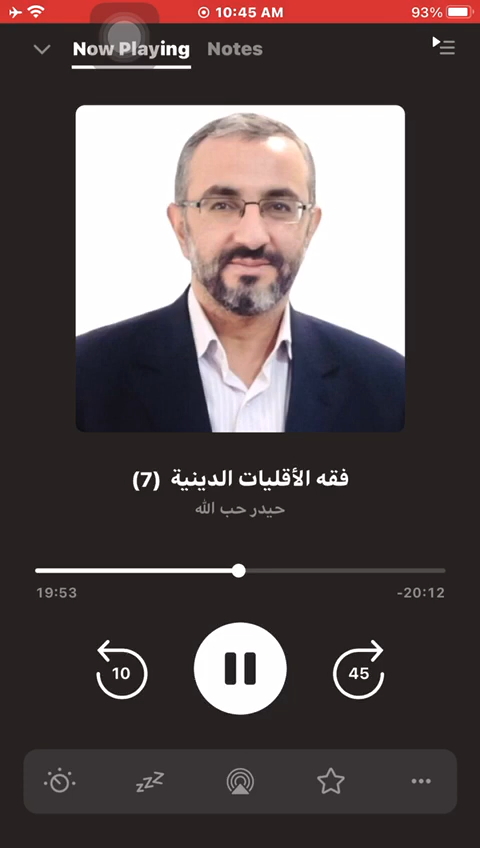 10:45 AM
93%
Now Playing
Notes
فقه الأقليات الدينية (7)
حيدر حب الله
19:53
-20:12
10
45
zzZ